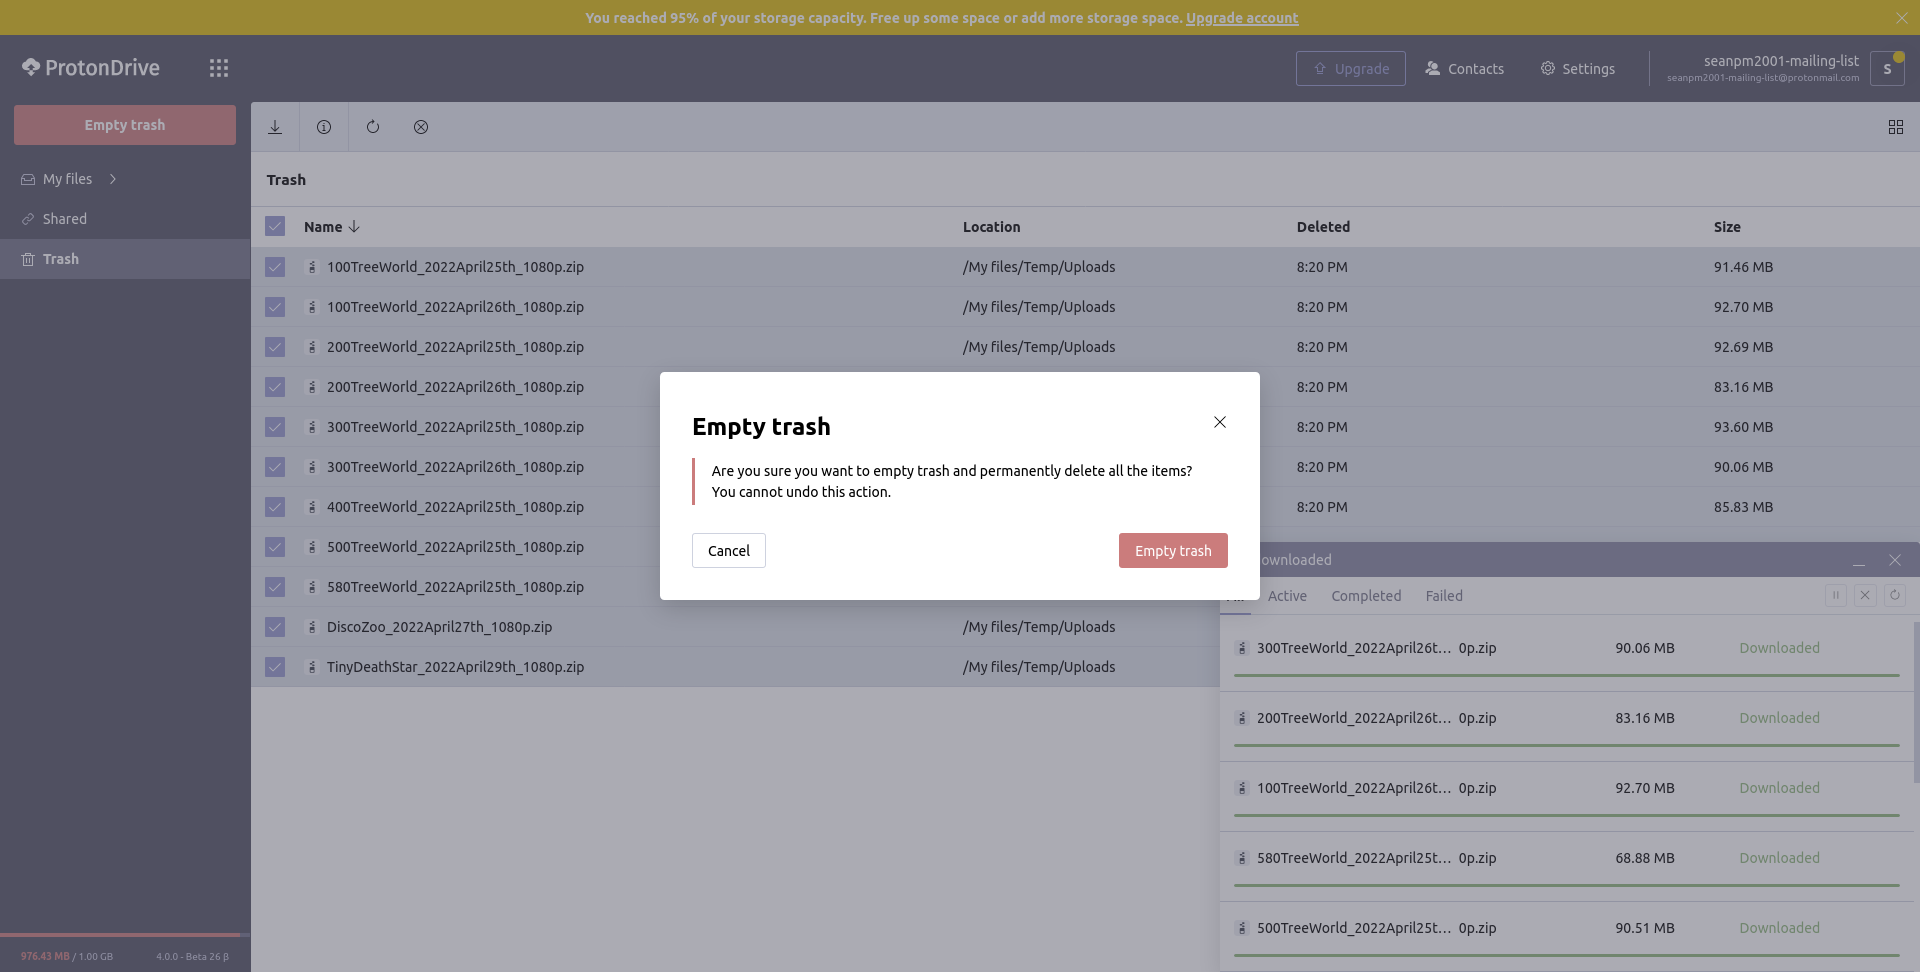 You reached 95% of your storage capacity. Free up some space or add more storage space. Upgrade account
ProtonDrive
Upgrade
Contacts
Settings
seanpm2001-mailing-list
seanpm2001-mailing-list@protonmail.com
S
Empty trash
My files
Shared
Trash
Trash
Name Location Deleted Size
100TreeWorld_2022April25th_1080p.zip /My files/Temp/Uploads 8:20 PM 91.46 MB
100TreeWorld_2022April26th_1080p.zip /My files/Temp/Uploads 8:20 PM 92.70 MB
200TreeWorld_2022April25th_1080p.zip /My files/Temp/Uploads 8:20 PM 92.69 MB
200TreeWorld_2022April26th_1080p.zip 8:20 PM 83.16 MB
300TreeWorld_2022April25th_1080p.zip 8:20 PM 93.60 MB
300TreeWorld_2022April26th_1080p.zip 8:20 PM 90.06 MB
400TreeWorld_2022April25th_1080p.zip 8:20 PM 85.83 MB
500TreeWorld_2022April25th_1080p.zip
580TreeWorld_2022April25th_1080p.zip
DiscoZoo_2022April27th_1080p.zip /My files/Temp/Uploads
TinyDeathStar_2022April29th_1080p.zip /My files/Temp/Uploads
Empty trash
Are you sure you want to empty trash and permanently delete all the items?
You cannot undo this action.
Cancel
Empty trash
ownloaded
Active Completed Failed
300TreeWorld_2022April26t... 0p.zip 90.06 MB Downloaded
200TreeWorld_2022April26t... 0p.zip 83.16 MB Downloaded
100TreeWorld_2022April26t... 0p.zip 92.70 MB Downloaded
580TreeWorld_2022April25t... 0p.zip 68.88 MB Downloaded
500TreeWorld_2022April25t... 0p.zip 90.51 MB Downloaded
976.43 MB / 1.00 GB 4.0.0 - Beta 26 β